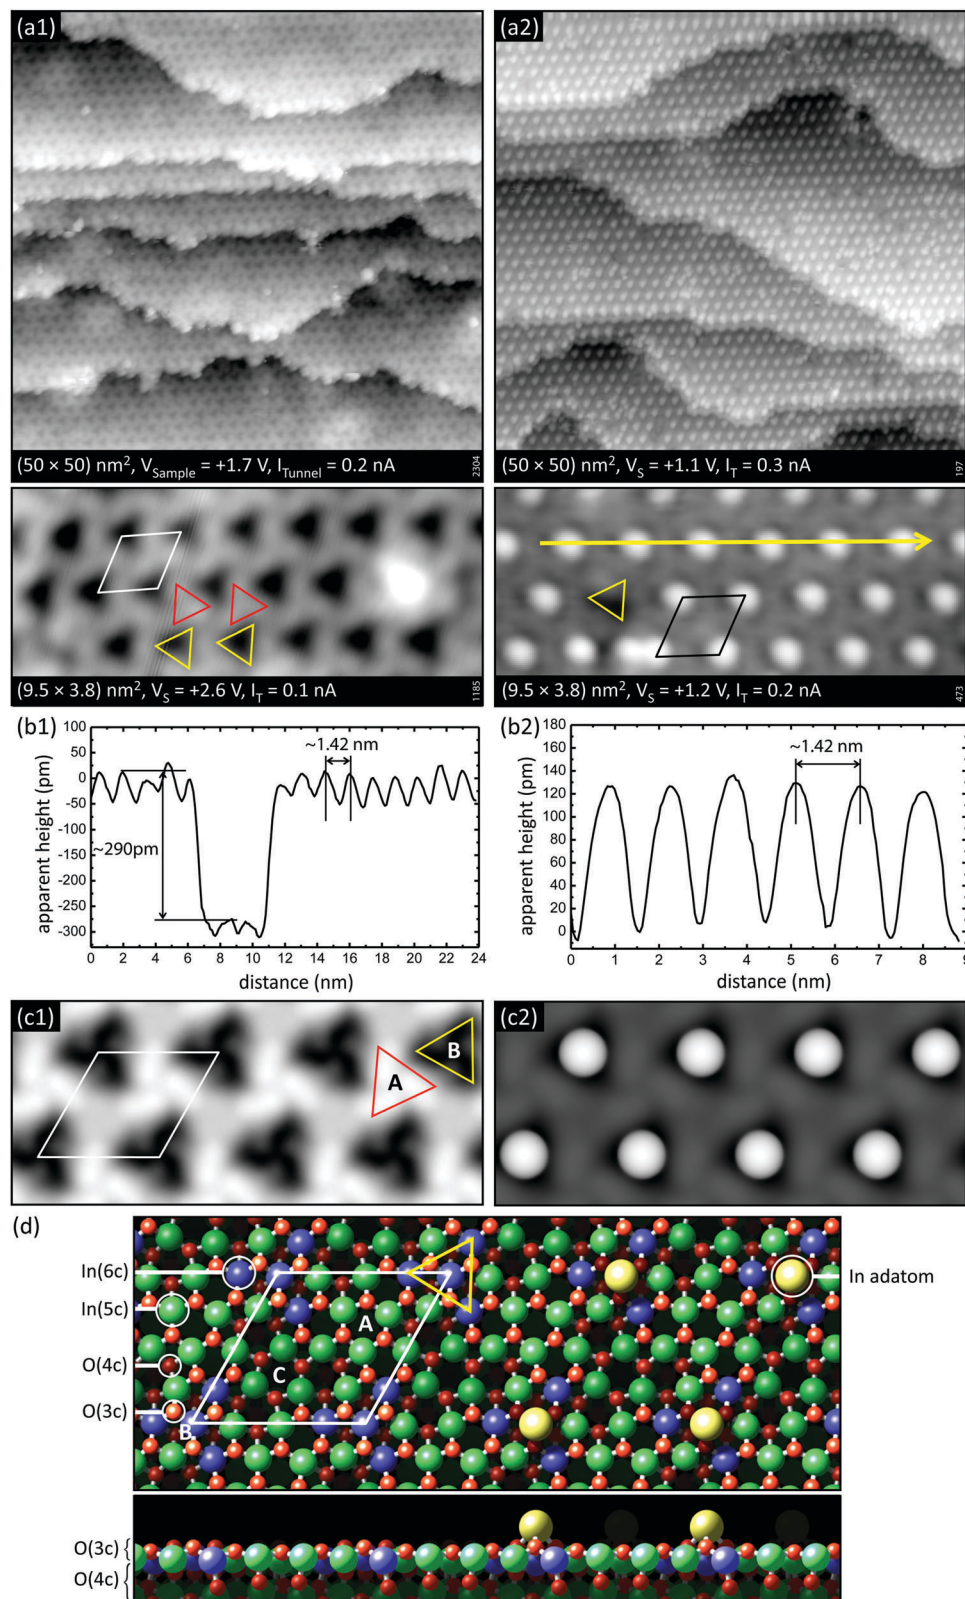 (a1)
(a2)
(50 × 50) nm², V_Sample = +1.7 V, I_Tunnel = 0.2 nA
2304
(50 × 50) nm², V_S = +1.1 V, I_T = 0.3 nA
197
(9.5 × 3.8) nm², V_S = +2.6 V, I_T = 0.1 nA
1185
(9.5 × 3.8) nm², V_S = +1.2 V, I_T = 0.2 nA
473
(b1)
100
50
0
-50
-100
-150
-200
-250
-300
apparent height (pm)
~1.42 nm
~290pm
0 2 4 6 8 10 12 14 16 18 20 22 24
distance (nm)
(b2)
180
160
140
120
100
80
60
40
20
0
apparent height (pm)
~1.42 nm
0 1 2 3 4 5 6 7 8 9
distance (nm)
(c1)
B
A
(c2)
(d)
In(6c)
In adatom
In(5c)
A
O(4c)
C
O(3c)
B
O(3c)
O(4c)